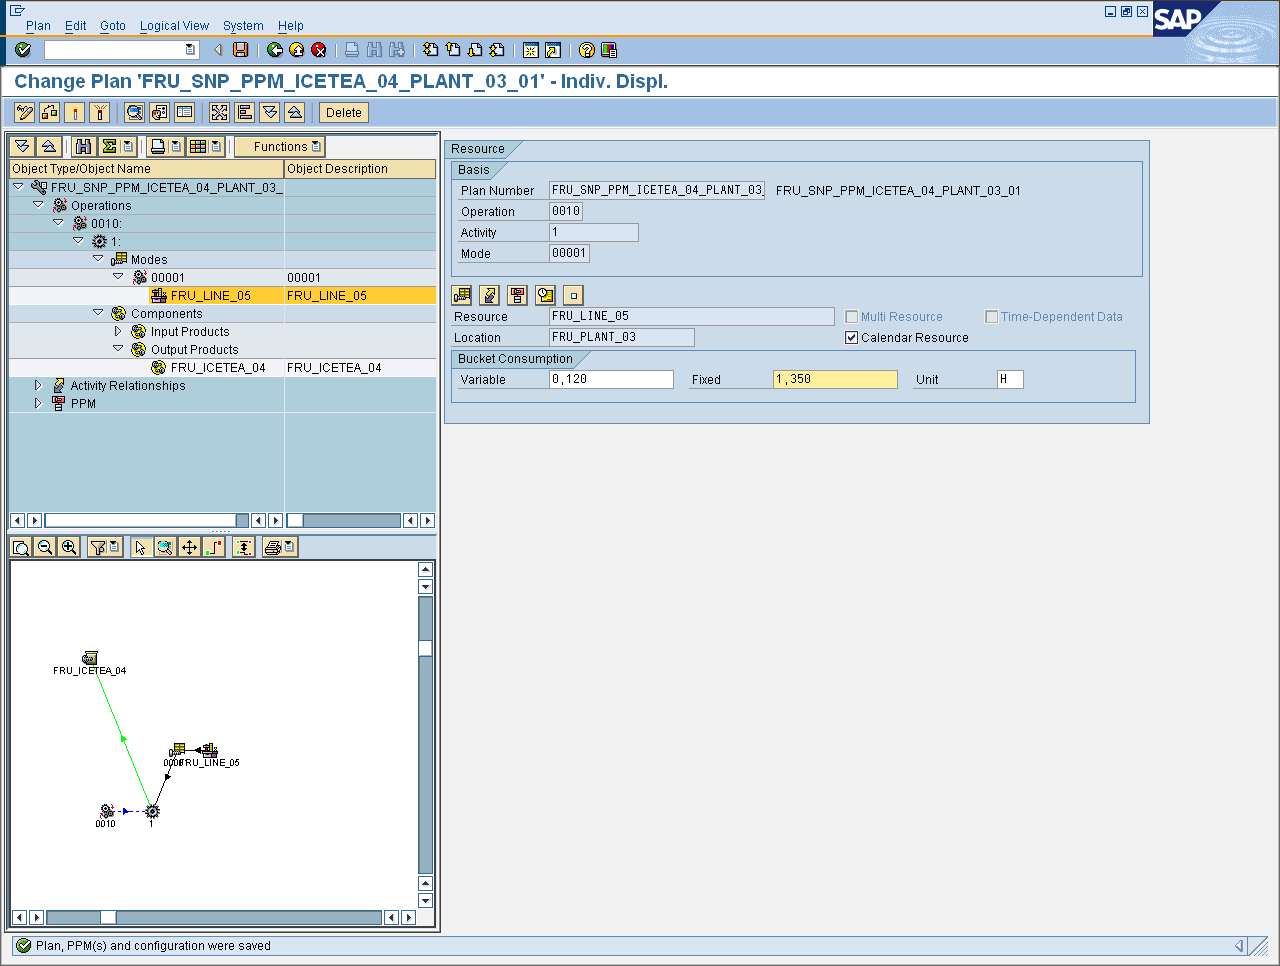 Plan Edit Goto Logical View System Help
SAP
Change Plan 'FRU_SNP_PPM_ICETEA_04_PLANT_03_01' - Indiv. Displ.
Delete
Functions
Object Type/Object Name Object Description
FRU_SNP_PPM_ICETEA_04_PLANT_03_
Operations
0010:
1:
Modes
00001 00001
FRU_LINE_05 FRU_LINE_05
Components
Input Products
Output Products
FRU_ICETEA_04 FRU_ICETEA_04
Activity Relationships
PPM
Resource
Basis
Plan Number FRU_SNP_PPM_ICETEA_04_PLANT_03_ FRU_SNP_PPM_ICETEA_04_PLANT_03_01
Operation 0010
Activity 1
Mode 00001
Resource FRU_LINE_05 Multi Resource Time-Dependent Data
Location FRU_PLANT_03 Calendar Resource
Bucket Consumption
Variable 0,120 Fixed 1,350 Unit H
FRU_ICETEA_04
FRU_LINE_05
0010 1
Plan, PPM(s) and configuration were saved